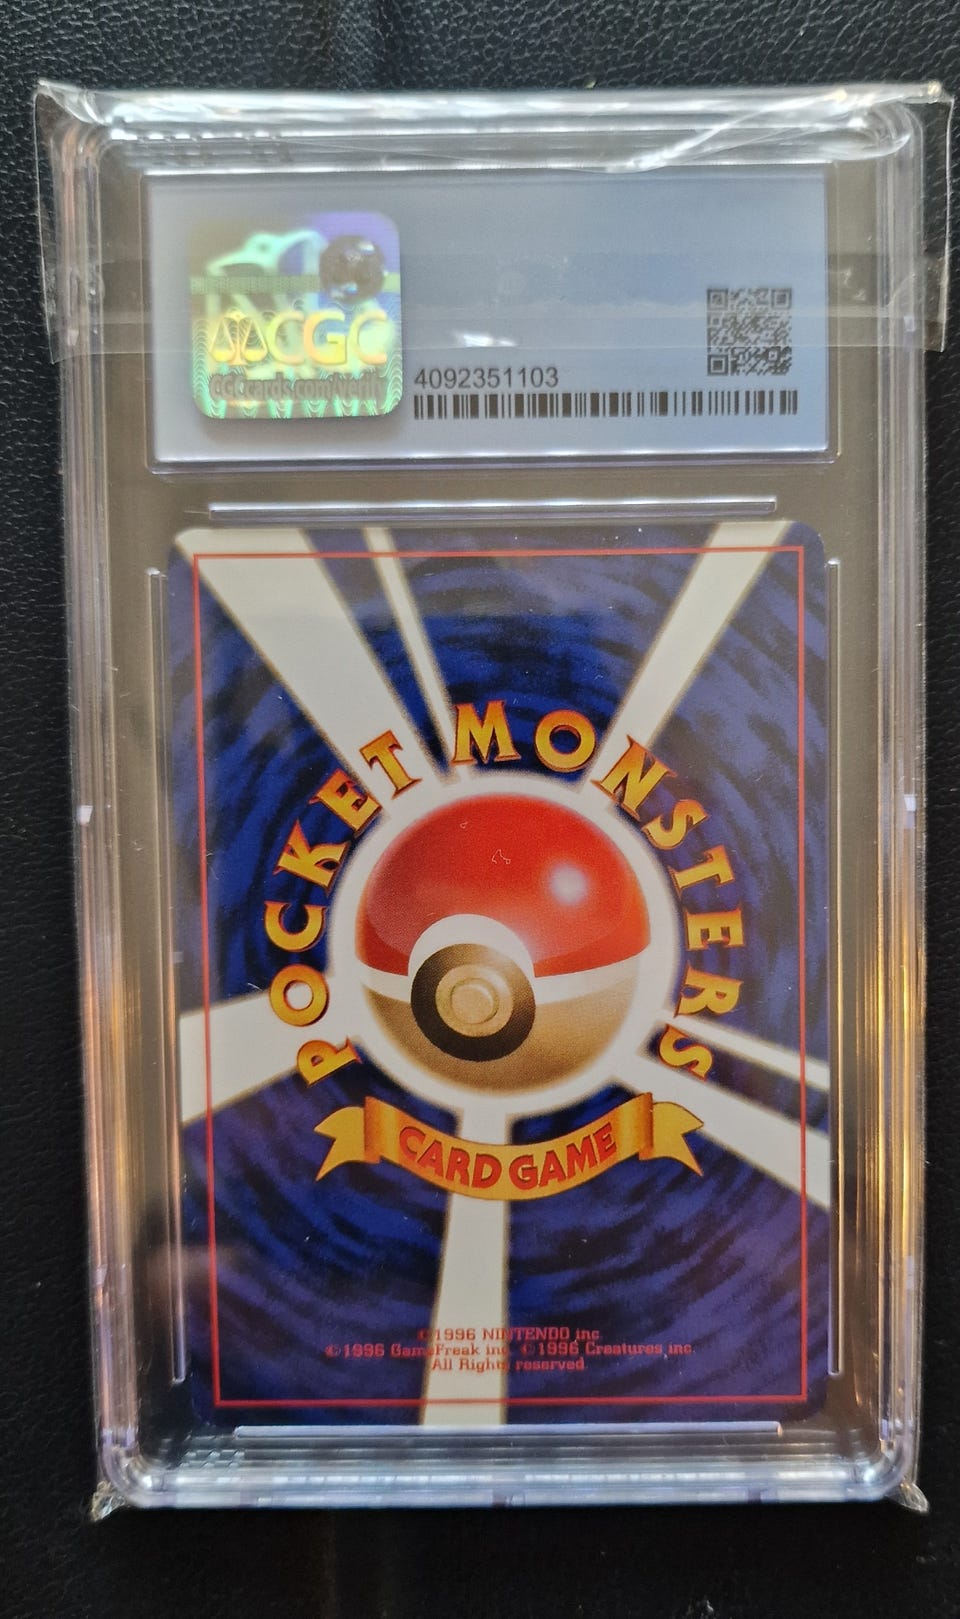 CGC
CGCcards.com/Verify
4092351103
POCKET MONSTERS
CARD GAME
©1996 NINTENDO inc.
©1996 GameFreak inc. ©1996 Creatures inc.
All Rights reserved.